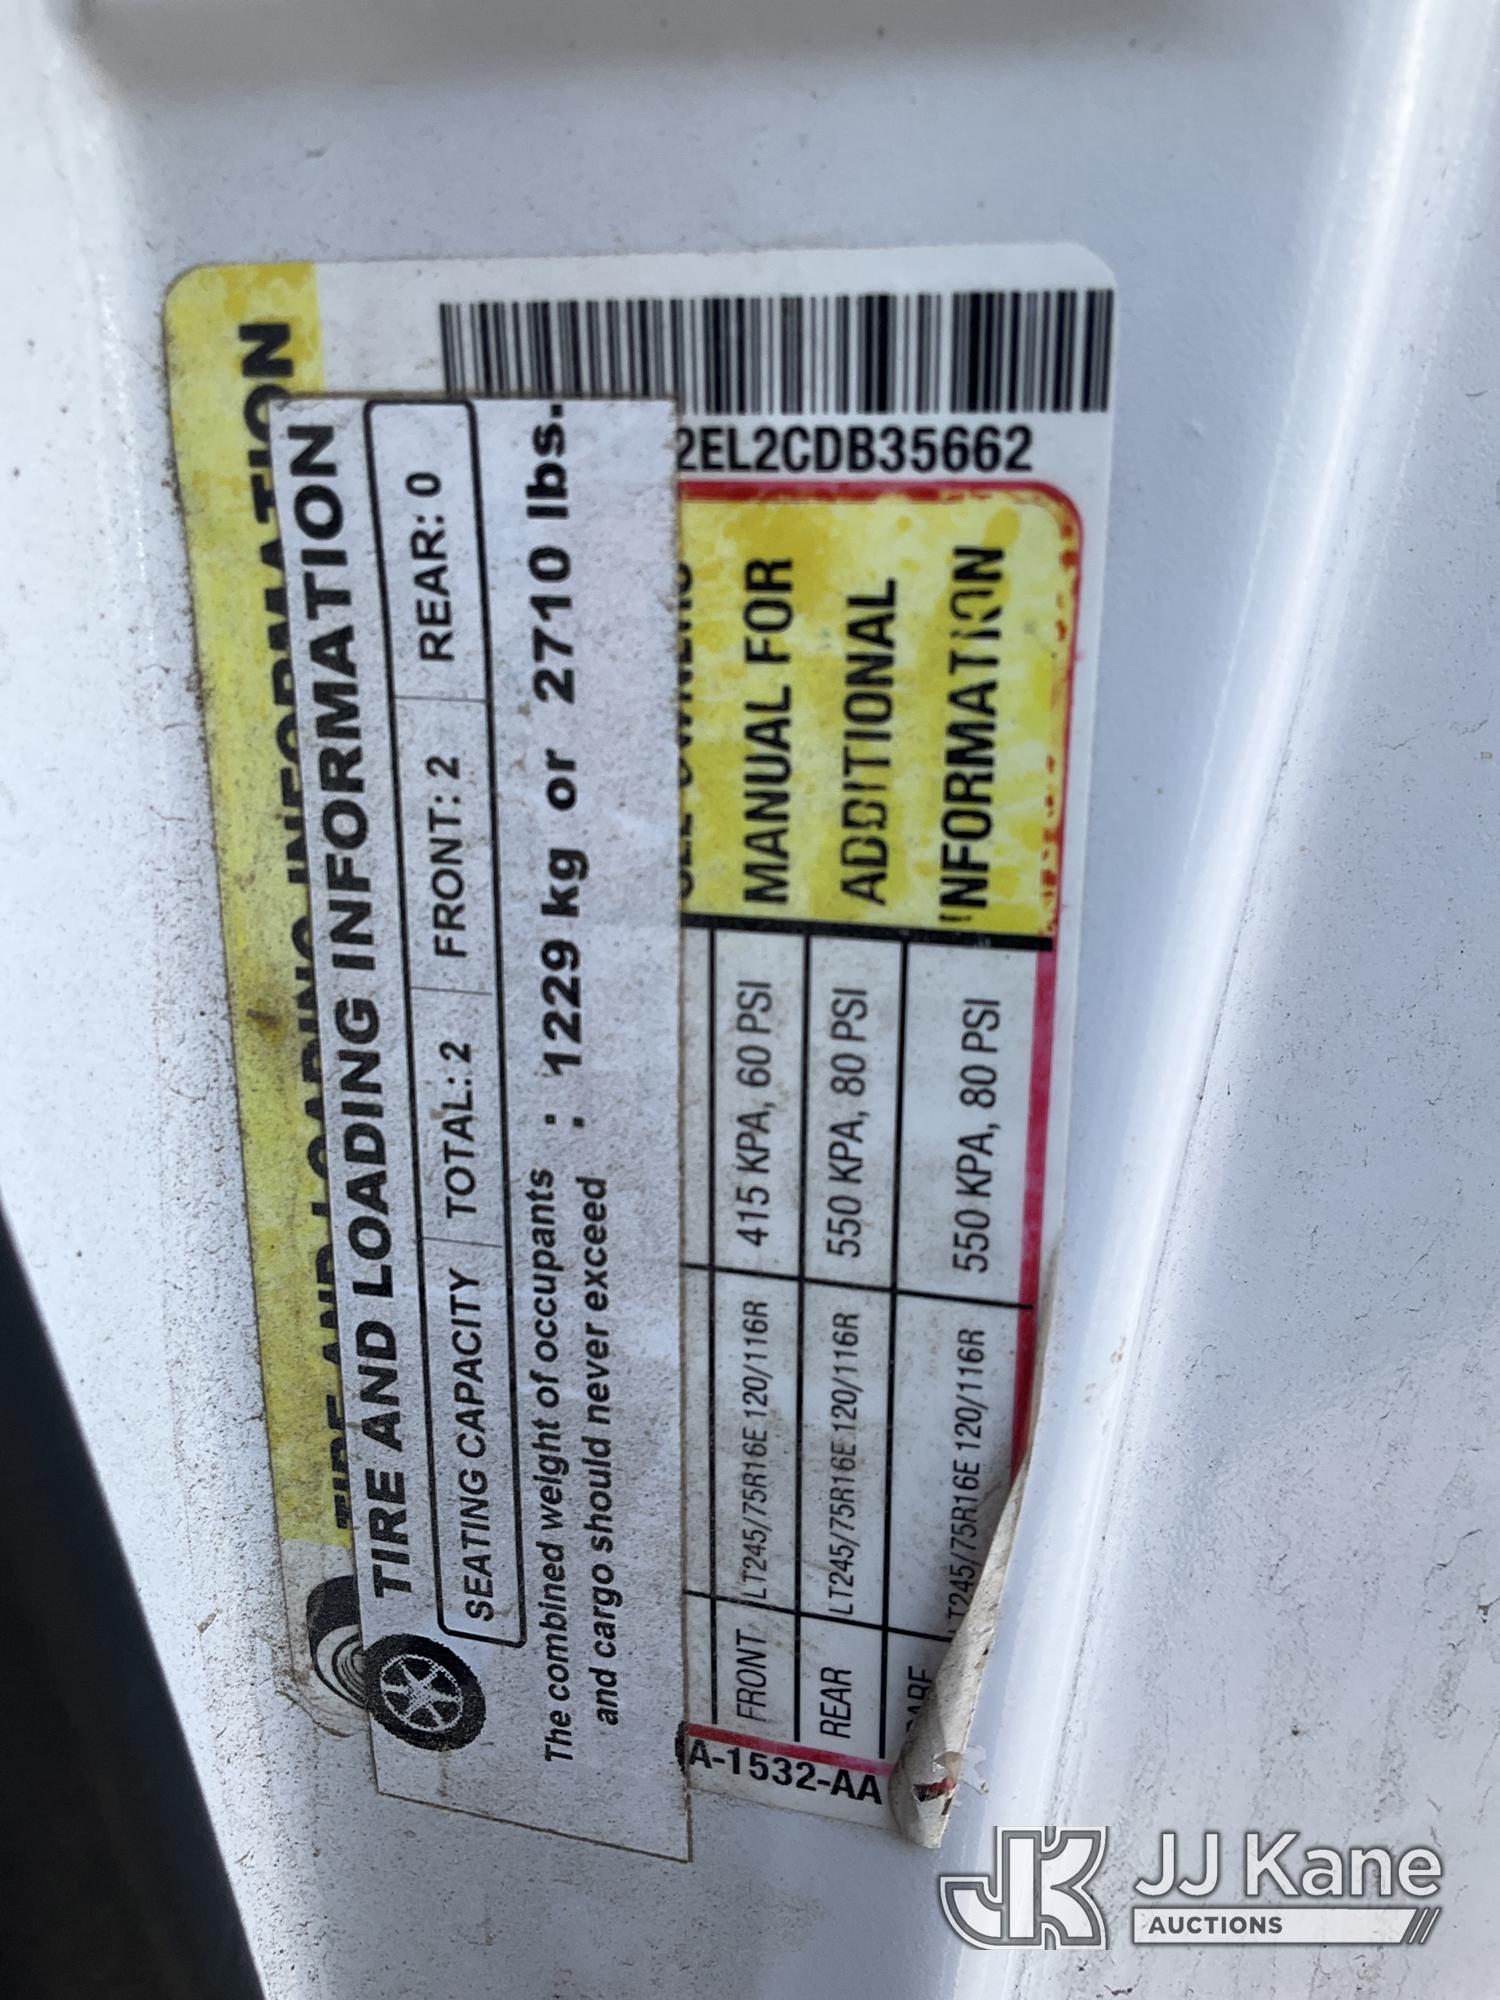 TIRE AND LOADING INFORMATION
TIRE AND LOADING INFORMATION
SEATING CAPACITY TOTAL: 2 FRONT: 2 REAR: 0
The combined weight of occupants : 1229 kg or 2710 lbs.
and cargo should never exceed :
2EL2CDB35662
FRONT LT245/75R16E 120/116R 415 KPA, 60 PSI
REAR LT245/75R16E 120/116R 550 KPA, 80 PSI
T245/75R16E 120/116R 550 KPA, 80 PSI
MANUAL FOR
ADDITIONAL
INFORMATION
A-1532-AA
JK JJ Kane
AUCTIONS